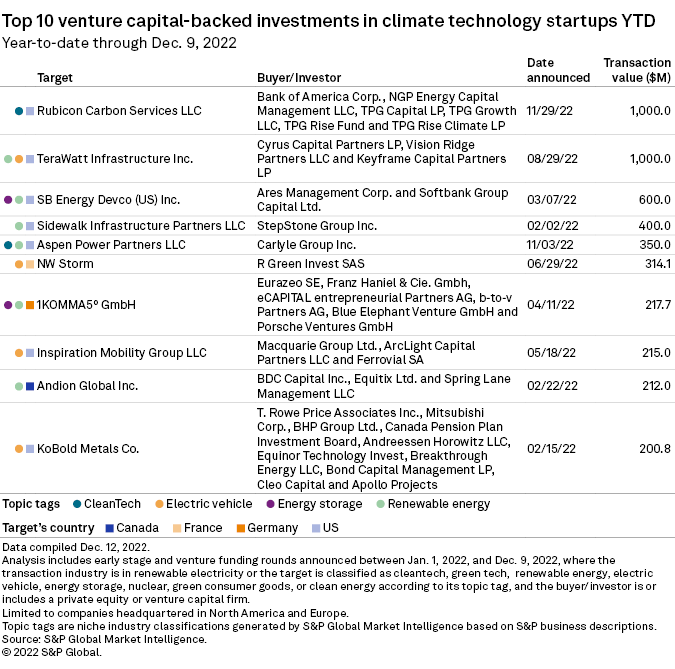 Top 10 venture capital-backed investments in climate technology startups YTD
Year-to-date through Dec. 9, 2022
Target Buyer/Investor Date announced Transaction value ($M)
Rubicon Carbon Services LLC Bank of America Corp., NGP Energy Capital
Management LLC, TPG Capital LP, TPG Growth
LLC, TPG Rise Fund and TPG Rise Climate LP 11/29/22 1,000.0
TeraWatt Infrastructure Inc. Cyrus Capital Partners LP, Vision Ridge
Partners LLC and Keyframe Capital Partners
LP 08/29/22 1,000.0
SB Energy Devco (US) Inc. Ares Management Corp. and Softbank Group
Capital Ltd. 03/07/22 600.0
Sidewalk Infrastructure Partners LLC StepStone Group Inc. 02/02/22 400.0
Aspen Power Partners LLC Carlyle Group Inc. 11/03/22 350.0
NW Storm R Green Invest SAS 06/29/22 314.1
1KOMMA5° GmbH Eurazeo SE, Franz Haniel & Cie. Gmbh,
eCAPITAL entrepreneurial Partners AG, b-to-v
Partners AG, Blue Elephant Venture GmbH and
Porsche Ventures GmbH 04/11/22 217.7
Inspiration Mobility Group LLC Macquarie Group Ltd., ArcLight Capital
Partners LLC and Ferrovial SA 05/18/22 215.0
Andion Global Inc. BDC Capital Inc., Equitix Ltd. and Spring Lane
Management LLC 02/22/22 212.0
KoBold Metals Co. T. Rowe Price Associates Inc., Mitsubishi
Corp., BHP Group Ltd., Canada Pension Plan
Investment Board, Andreessen Horowitz LLC,
Equinor Technology Invest, Breakthrough
Energy LLC, Bond Capital Management LP,
Cleo Capital and Apollo Projects 02/15/22 200.8
Topic tags CleanTech Electric vehicle Energy storage Renewable energy
Target's country Canada France Germany US
Data compiled Dec. 12, 2022.
Analysis includes early stage and venture funding rounds announced between Jan. 1, 2022, and Dec. 9, 2022, where the
transaction industry is in renewable electricity or the target is classified as cleantech, green tech, renewable energy, electric
vehicle, energy storage, nuclear, green consumer goods, or clean energy according to its topic tag, and the buyer/investor is or
includes a private equity or venture capital firm.
Limited to companies headquartered in North America and Europe.
Topic tags are niche industry classifications generated by S&P Global Market Intelligence based on S&P business descriptions.
Source: S&P Global Market Intelligence.
© 2022 S&P Global.